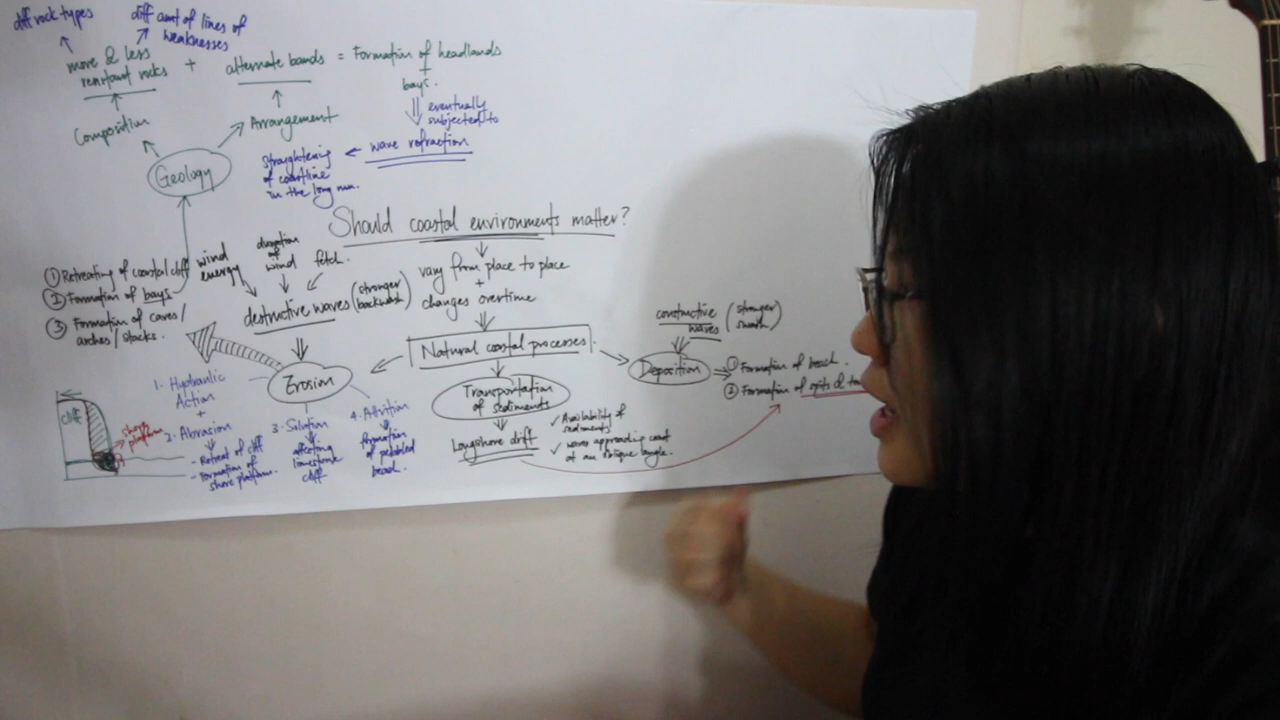 diff rock types
diff amt of lines of
weaknesses
more & less
resistant rocks + alternate bands = Formation of headlands
+
bays.
Composition
Arrangement
eventually
subjected to
wave refraction
straightening
of coastline
in the long run.
Geology
Should coastal environments matter?
vary from place to place
+
changes overtime
Natural coastal processes
① Retreating of coastal cliff
② Formation of bays
③ Formation of caves/
arches/stacks.
wind
energy
duration
of
wind
fetch.
destructive waves (stronger
backwash)
Erosion
1. Hydraulic
Action
+
2. Abrasion
- Retreat of cliff
- Formation of
shore platform.
3. Solution
affecting
limestone
cliff
4. Attrition
formation
of pebbled
beach.
cliff
shore
platform
Transportation
of sediments
Longshore drift
✓ Availability of
sediments
✓ waves approaching coast
at an oblique angle.
constructive
waves (stronger
swash)
Deposition
① Formation of beach.
② Formation of spits &